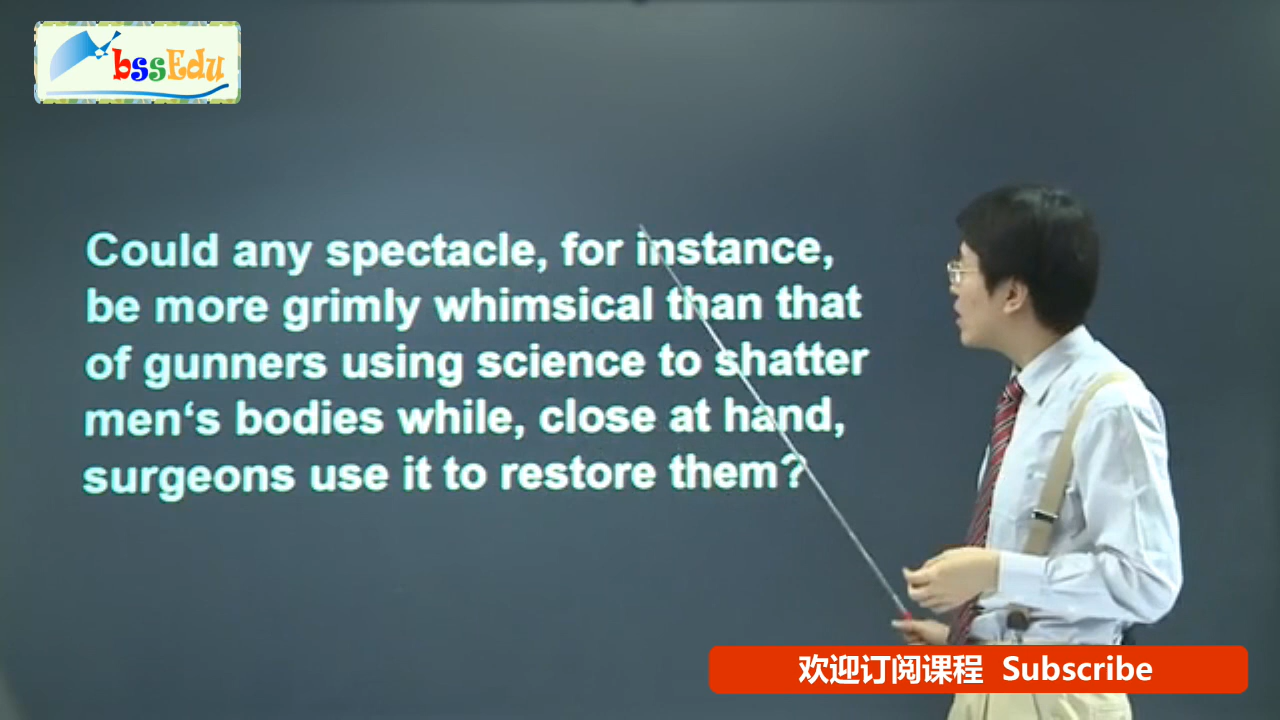 bssEdu
Could any spectacle, for instance,
be more grimly whimsical than that
of gunners using science to shatter
men‘s bodies while, close at hand,
surgeons use it to restore them?
欢迎订阅课程 Subscribe